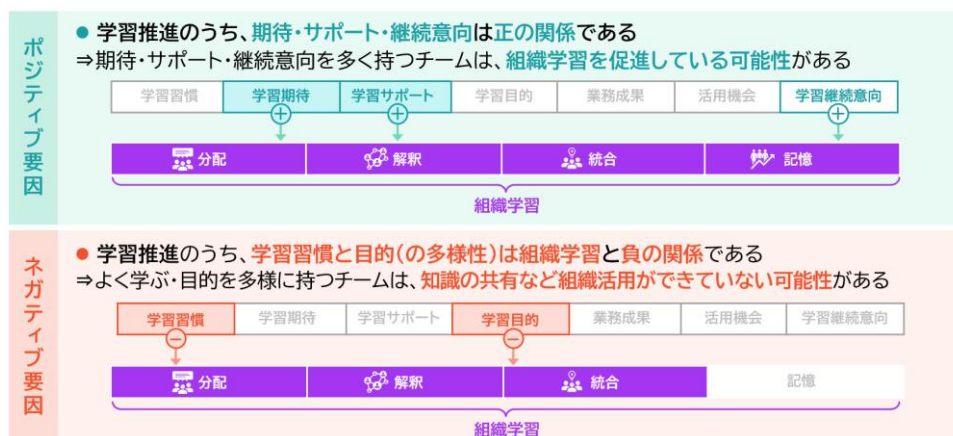 ポジティブ要因
● 学習推進のうち、期待・サポート・継続意向は正の関係である
⇒期待・サポート・継続意向を多く持つチームは、組織学習を促進している可能性がある
学習習慣 学習期待 学習サポート 学習目的 業務成果 活用機会 学習継続意向
+ + +
分配 解釈 統合 記憶
組織学習
ネガティブ要因
● 学習推進のうち、学習習慣と目的(の多様性)は組織学習と負の関係である
⇒よく学ぶ・目的を多様に持つチームは、知識の共有など組織活用ができていない可能性がある
学習習慣 学習期待 学習サポート 学習目的 業務成果 活用機会 学習継続意向
− −
分配 解釈 統合 記憶
組織学習